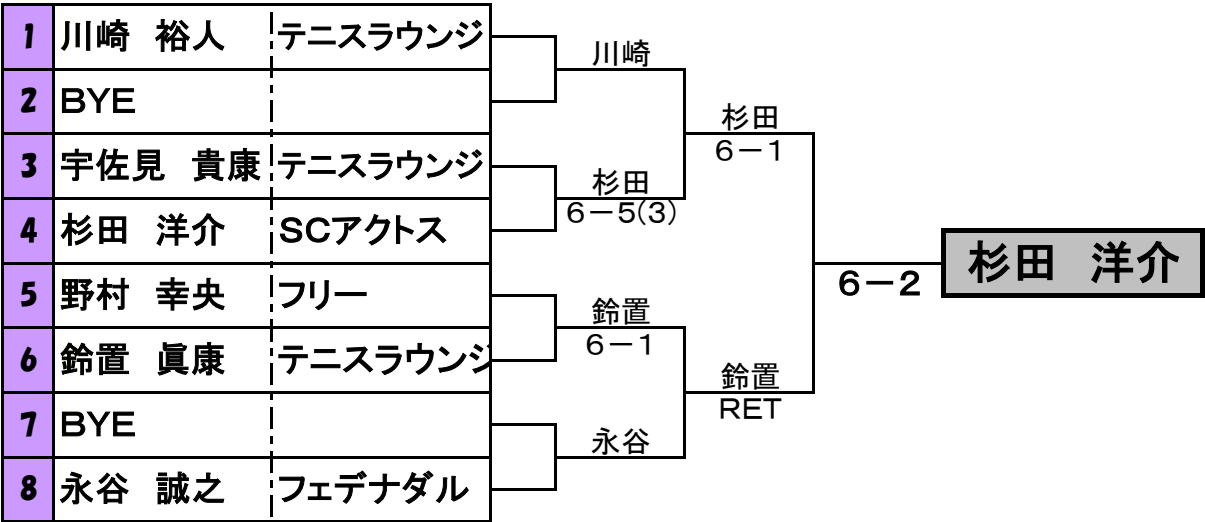 1 川崎 裕人 テニスラウンジ
2 BYE
3 宇佐見 貴康 テニスラウンジ
4 杉田 洋介 SCアクトス
5 野村 幸央 フリー
6 鈴置 眞康 テニスラウンジ
7 BYE
8 永谷 誠之 フェデナダル
川崎
杉田
6-5(3)
鈴置
6-1
永谷
杉田
6-1
鈴置
RET
6-2
杉田 洋介